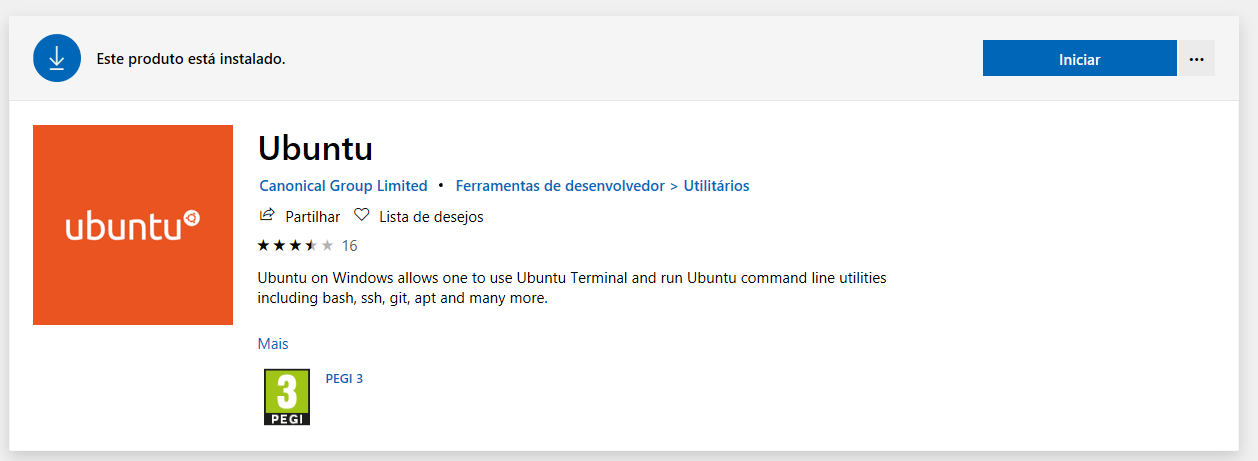 Este produto está instalado.
Iniciar
ubuntu
Ubuntu
Canonical Group Limited • Ferramentas de desenvolvedor > Utilitários
Partilhar Lista de desejos
16
Ubuntu on Windows allows one to use Ubuntu Terminal and run Ubuntu command line utilities
including bash, ssh, git, apt and many more.
Mais
3
PEGI
PEGI 3